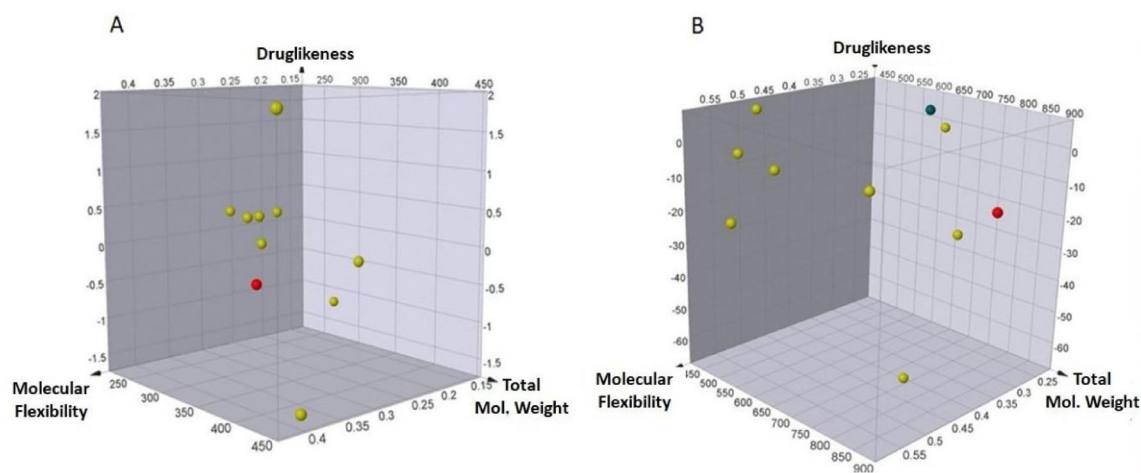 A
Druglikeness
0.4 0.35 0.3 0.25 0.2 0.15 250 300 350 400 450
2 2
1.5 1.5
1 1
0.5 0.5
0 0
-0.5 -0.5
-1 -1
-1.5 -1.5
Molecular
Flexibility
250 300 350 400 450
0.4 0.35 0.3 0.25 0.2 0.15
Total
Mol. Weight
B
Druglikeness
0.55 0.5 0.45 0.4 0.35 0.3 0.25 450 500 550 600 650 700 750 800 850 900
0 0
-10 -10
-20 -20
-30 -30
-40 -40
-50 -50
-60 -60
Molecular
Flexibility
500 550 600 650 700 750 800 850 900
0.55 0.5 0.45 0.4 0.35 0.3 0.25
Total
Mol. Weight